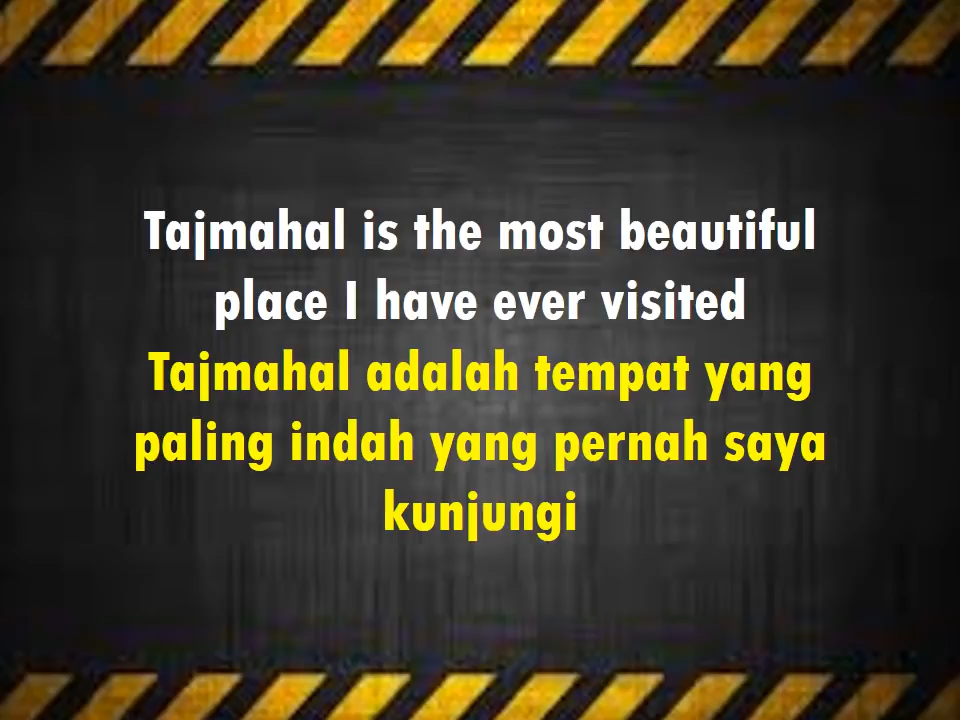 Tajmahal is the most beautiful
place I have ever visited
Tajmahal adalah tempat yang
paling indah yang pernah saya
kunjungi